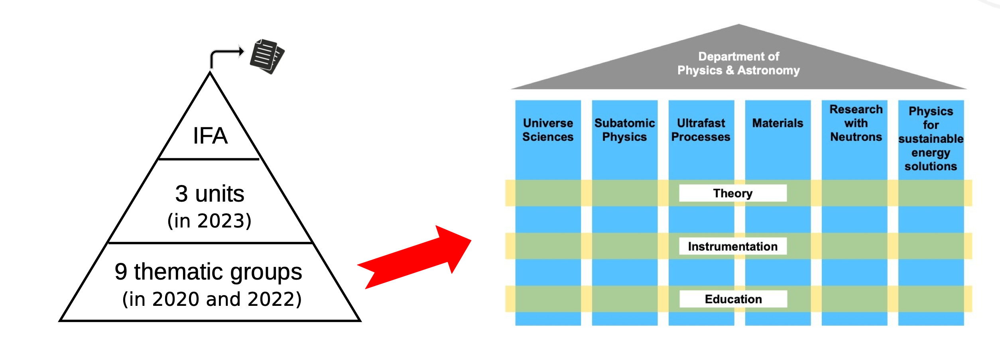 IFA
3 units
(in 2023)
9 thematic groups
(in 2020 and 2022)
Department of
Physics & Astronomy
Universe
Sciences
Subatomic
Physics
Ultrafast
Processes
Materials
Research
with
Neutrons
Physics
for
sustainable
energy
solutions
Theory
Instrumentation
Education